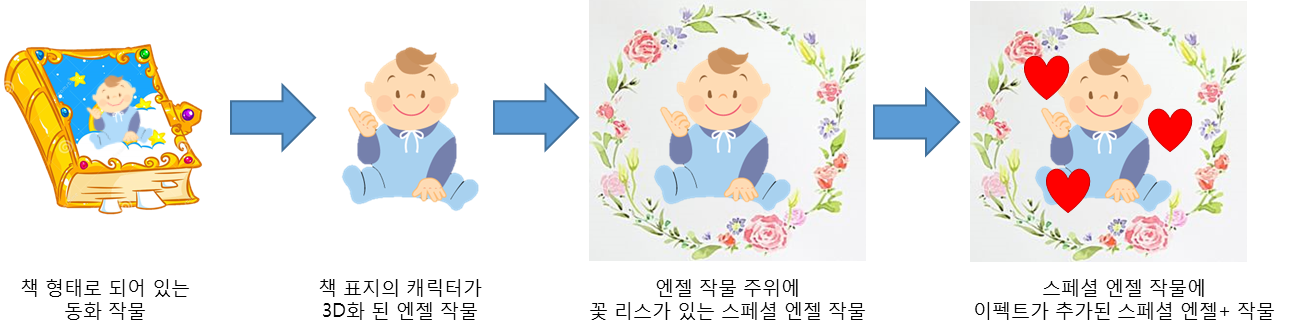 책 형태로 되어 있는
동화 작물
책 표지의 캐릭터가
3D화 된 엔젤 작물
엔젤 작물 주위에
꽃 리스가 있는 스페셜 엔젤 작물
스페셜 엔젤 작물에
이펙트가 추가된 스페셜 엔젤+ 작물